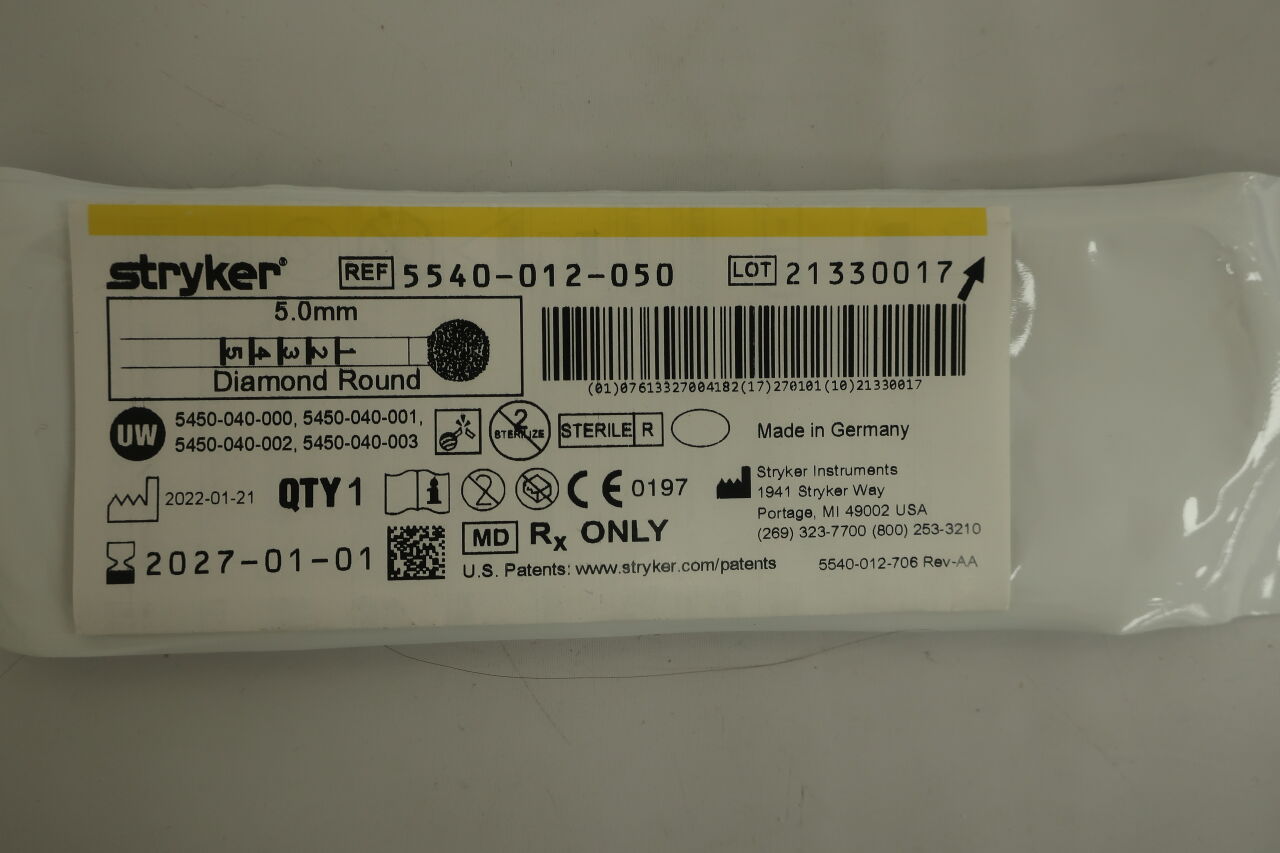 stryker® REF 5540-012-050 LOT 21330017
5.0mm
5 4 3 2 1
Diamond Round
(01)07613327004182(17)270101(10)21330017
UW 5450-040-000, 5450-040-001,
5450-040-002, 5450-040-003
2 STERILIZE
STERILE R
Made in Germany
2022-01-21 QTY 1 i 2 CE 0197
Stryker Instruments
1941 Stryker Way
Portage, MI 49002 USA
(269) 323-7700 (800) 253-3210
2027-01-01
MD Rx ONLY
U.S. Patents: www.stryker.com/patents
5540-012-706 Rev-AA